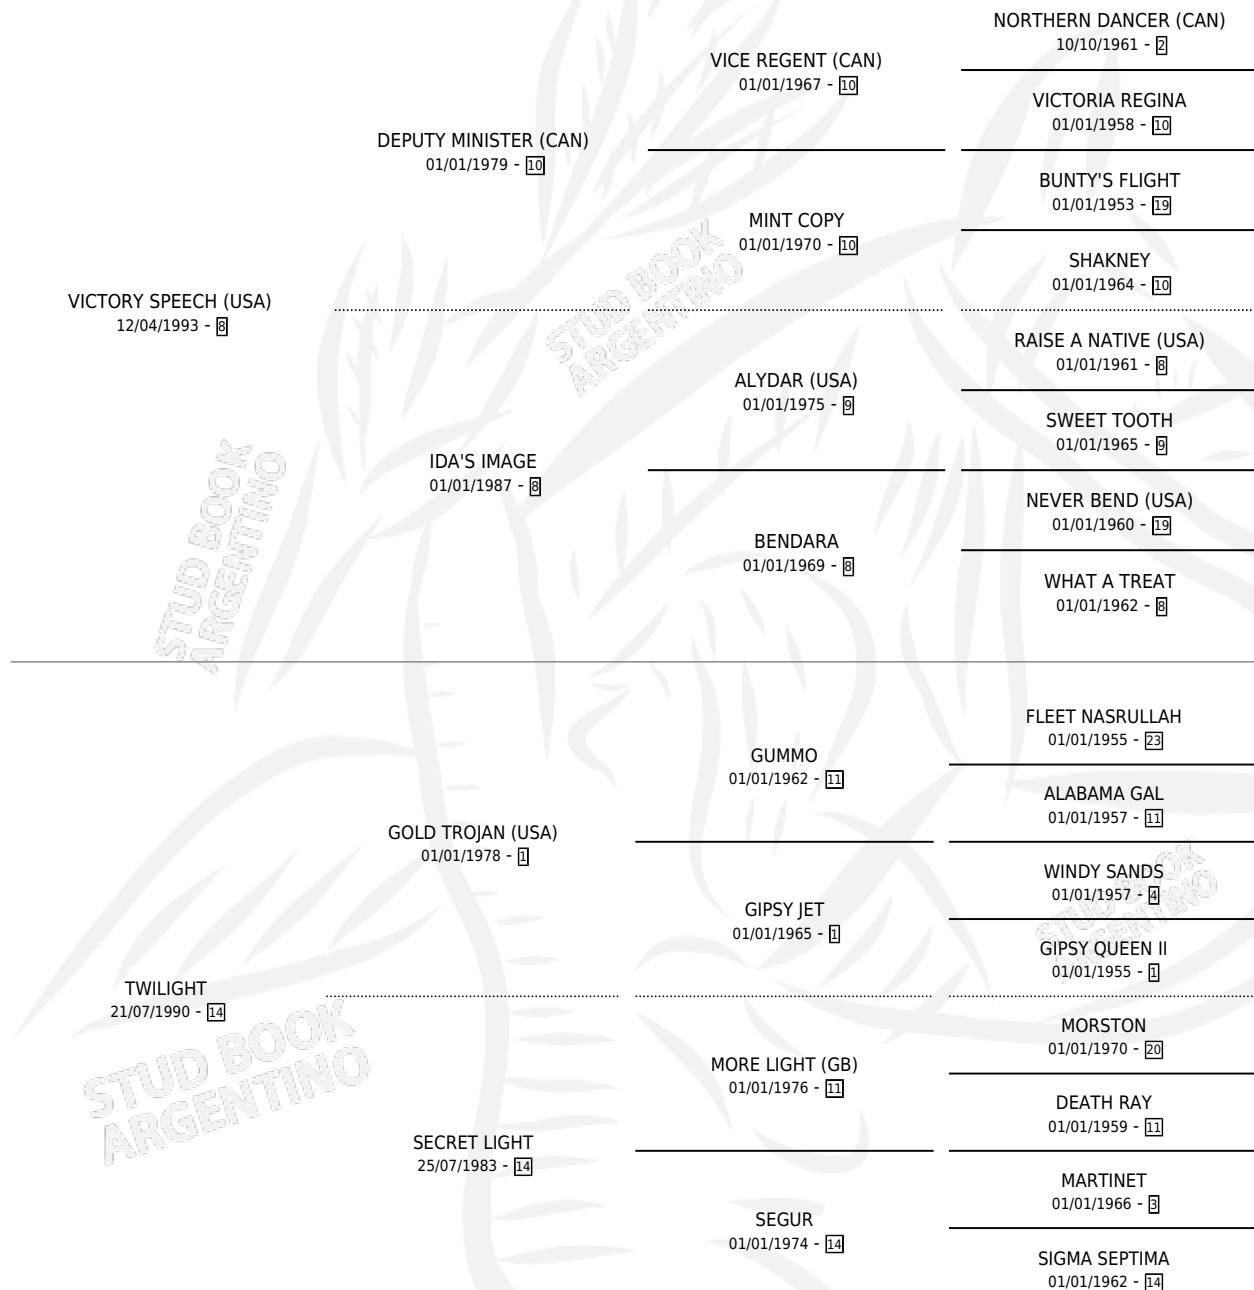 VICTORY SPEECH (USA)
12/04/1993 - 8
DEPUTY MINISTER (CAN)
01/01/1979 - 10
VICE REGENT (CAN)
01/01/1967 - 10
NORTHERN DANCER (CAN)
10/10/1961 - 2
VICTORIA REGINA
01/01/1958 - 10
MINT COPY
01/01/1970 - 10
BUNTY'S FLIGHT
01/01/1953 - 19
SHAKNEY
01/01/1964 - 10
IDA'S IMAGE
01/01/1987 - 8
ALYDAR (USA)
01/01/1975 - 9
RAISE A NATIVE (USA)
01/01/1961 - 8
SWEET TOOTH
01/01/1965 - 9
BENDARA
01/01/1969 - 8
NEVER BEND (USA)
01/01/1960 - 19
WHAT A TREAT
01/01/1962 - 8
TWILIGHT
21/07/1990 - 14
GOLD TROJAN (USA)
01/01/1978 - 1
GUMMO
01/01/1962 - 11
FLEET NASRULLAH
01/01/1955 - 23
ALABAMA GAL
01/01/1957 - 11
GIPSY JET
01/01/1965 - 1
WINDY SANDS
01/01/1957 - 4
GIPSY QUEEN II
01/01/1955 - 1
SECRET LIGHT
25/07/1983 - 14
MORE LIGHT (GB)
01/01/1976 - 11
MORSTON
01/01/1970 - 20
DEATH RAY
01/01/1959 - 11
SEGUR
01/01/1974 - 14
MARTINET
01/01/1966 - 3
SIGMA SEPTIMA
01/01/1962 - 14
STUD BOOK
ARGENTINO
STUD BOOK
ARGENTINO
STUD BOOK
ARGENTINO
STUD BOOK
ARGENTINO